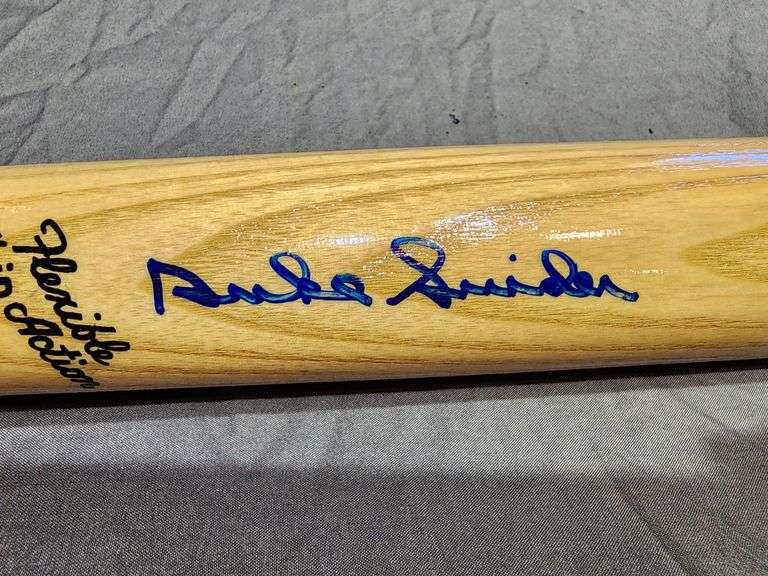 Flexible
in Action
Duke Snider